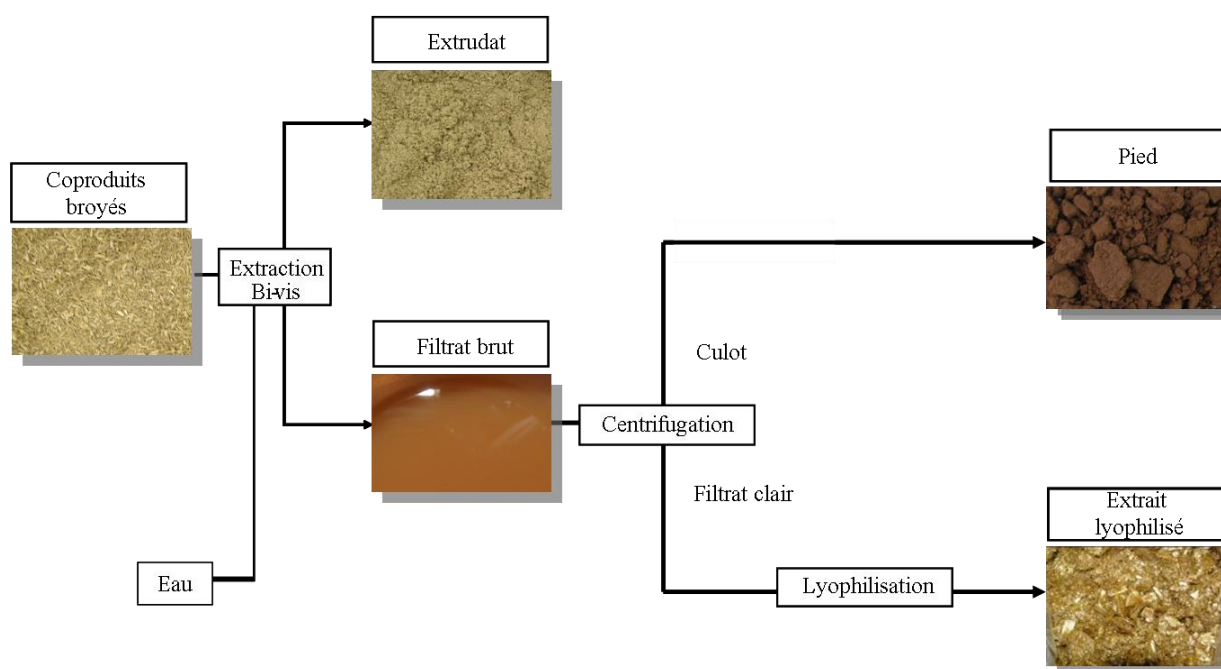 Extrudat
Pied
Coproduits
broyés
Extraction
Bi-vis
Filtrat brut
Culot
Centrifugation
Filtrat clair
Extrait
lyophilisé
Eau
Lyophilisation